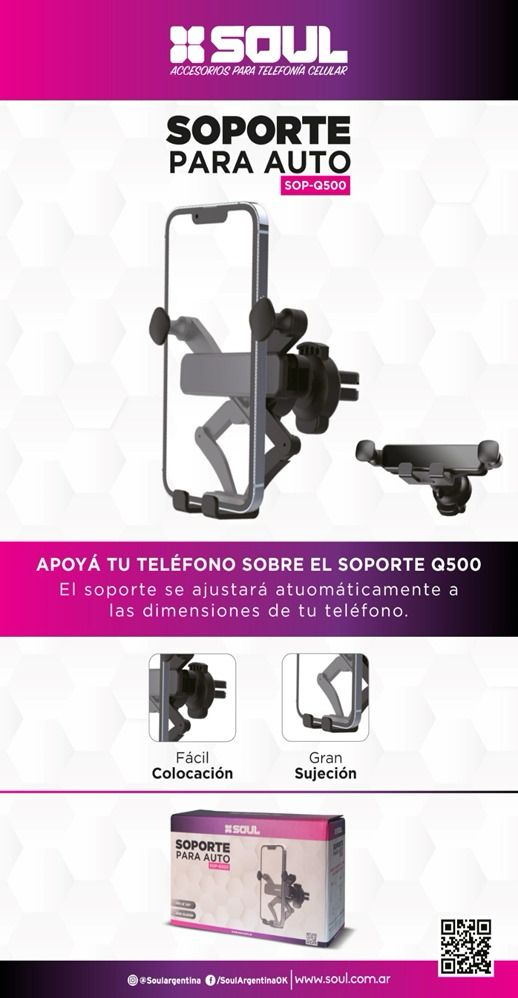 SOUL
ACCESORIOS PARA TELEFONÍA CELULAR
SOPORTE
PARA AUTO
SOP-Q500
APOYÁ TU TELÉFONO SOBRE EL SOPORTE Q500
El soporte se ajustará atuomáticamente a
las dimensiones de tu teléfono.
Fácil
Colocación
Gran
Sujeción
SOUL
SOPORTE
PARA AUTO
SOP-Q500
@Soulargentina
/SoulArgentinaOK
www.soul.com.ar